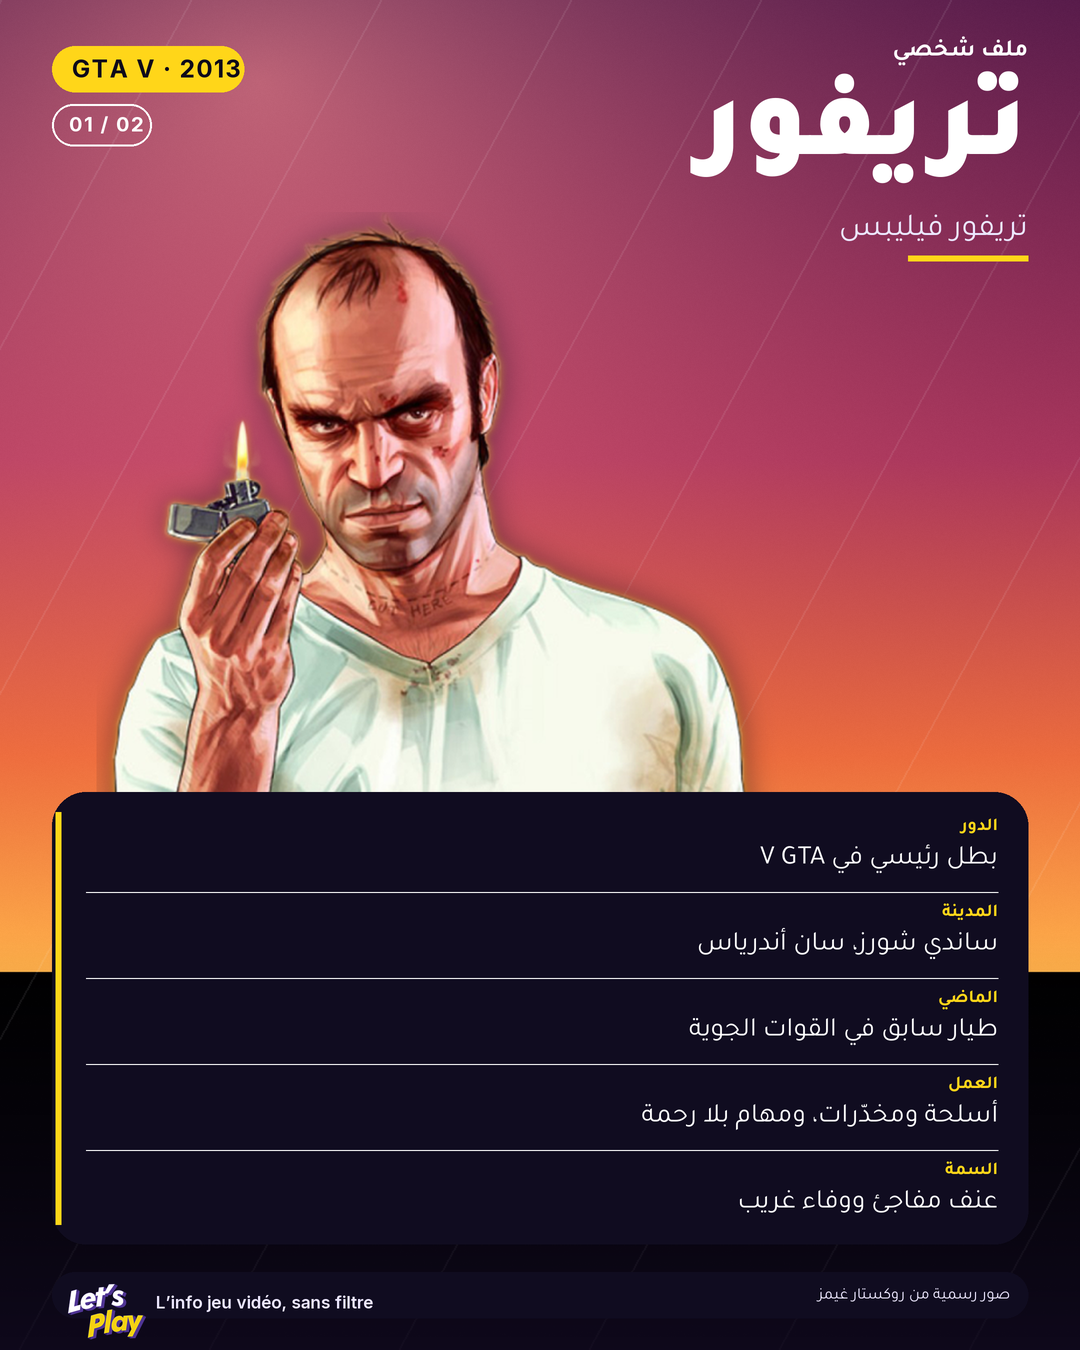 ملف شخصي
تريفور
تريفور فيليبس
GTA V · 2013
01 / 02
CUT HERE
الدور
بطل رئيسي في V GTA
المدينة
ساندي شورز، سان أندرياس
الماضي
طيار سابق في القوات الجوية
العمل
أسلحة ومخدّرات، ومهام بلا رحمة
السمة
عنف مفاجئ ووفاء غريب
صور رسمية من روكستار غيمز
Let's Play
L'info jeu vidéo, sans filtre